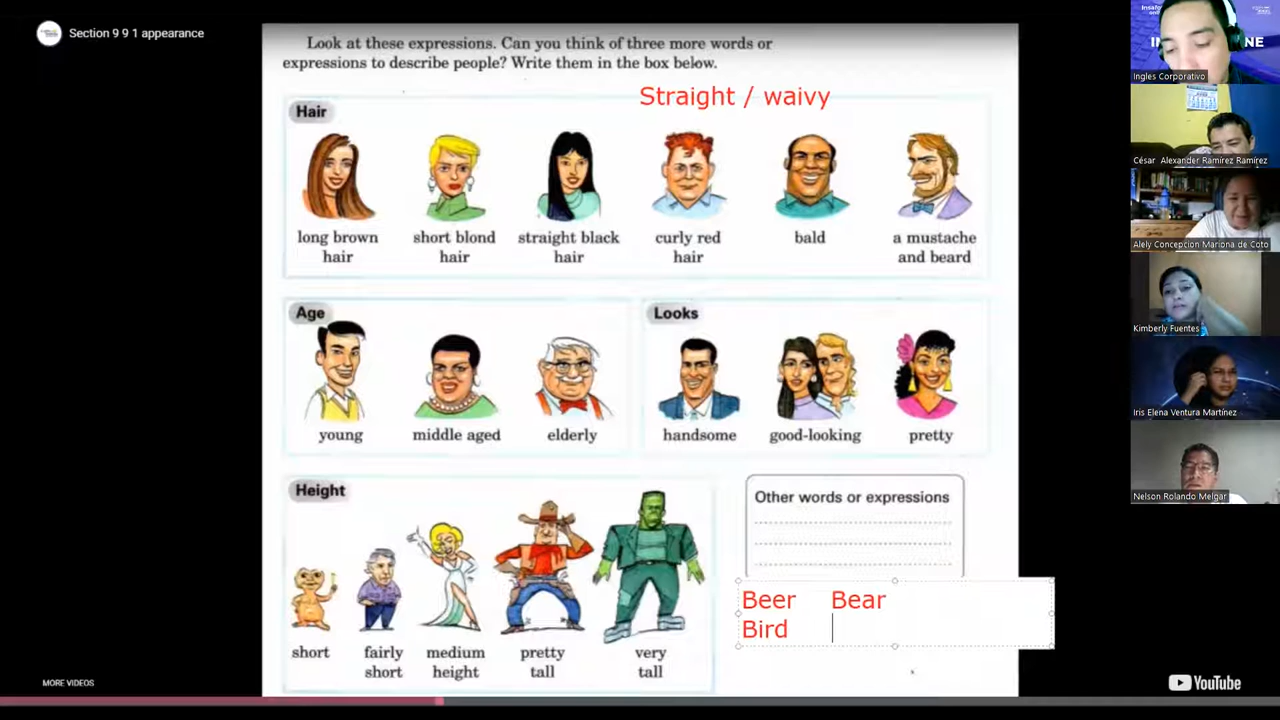 Section 9 9 1 appearance
Look at these expressions. Can you think of three more words or
expressions to describe people? Write them in the box below.
Straight / waivy
Hair
long brown
hair
short blond
hair
straight black
hair
curly red
hair
bald
a mustache
and beard
Age
young
middle aged
elderly
Looks
handsome
good-looking
pretty
Height
short
fairly
short
medium
height
pretty
tall
very
tall
Other words or expressions
Beer Bear
Bird
MORE VIDEOS
YouTube
Ingles Corporativo
César Alexander Ramírez Ramírez
Alely Concepcion Mariona de Coto
Kimberly Fuentes
Iris Elena Ventura Martínez
Nelson Rolando Melgar